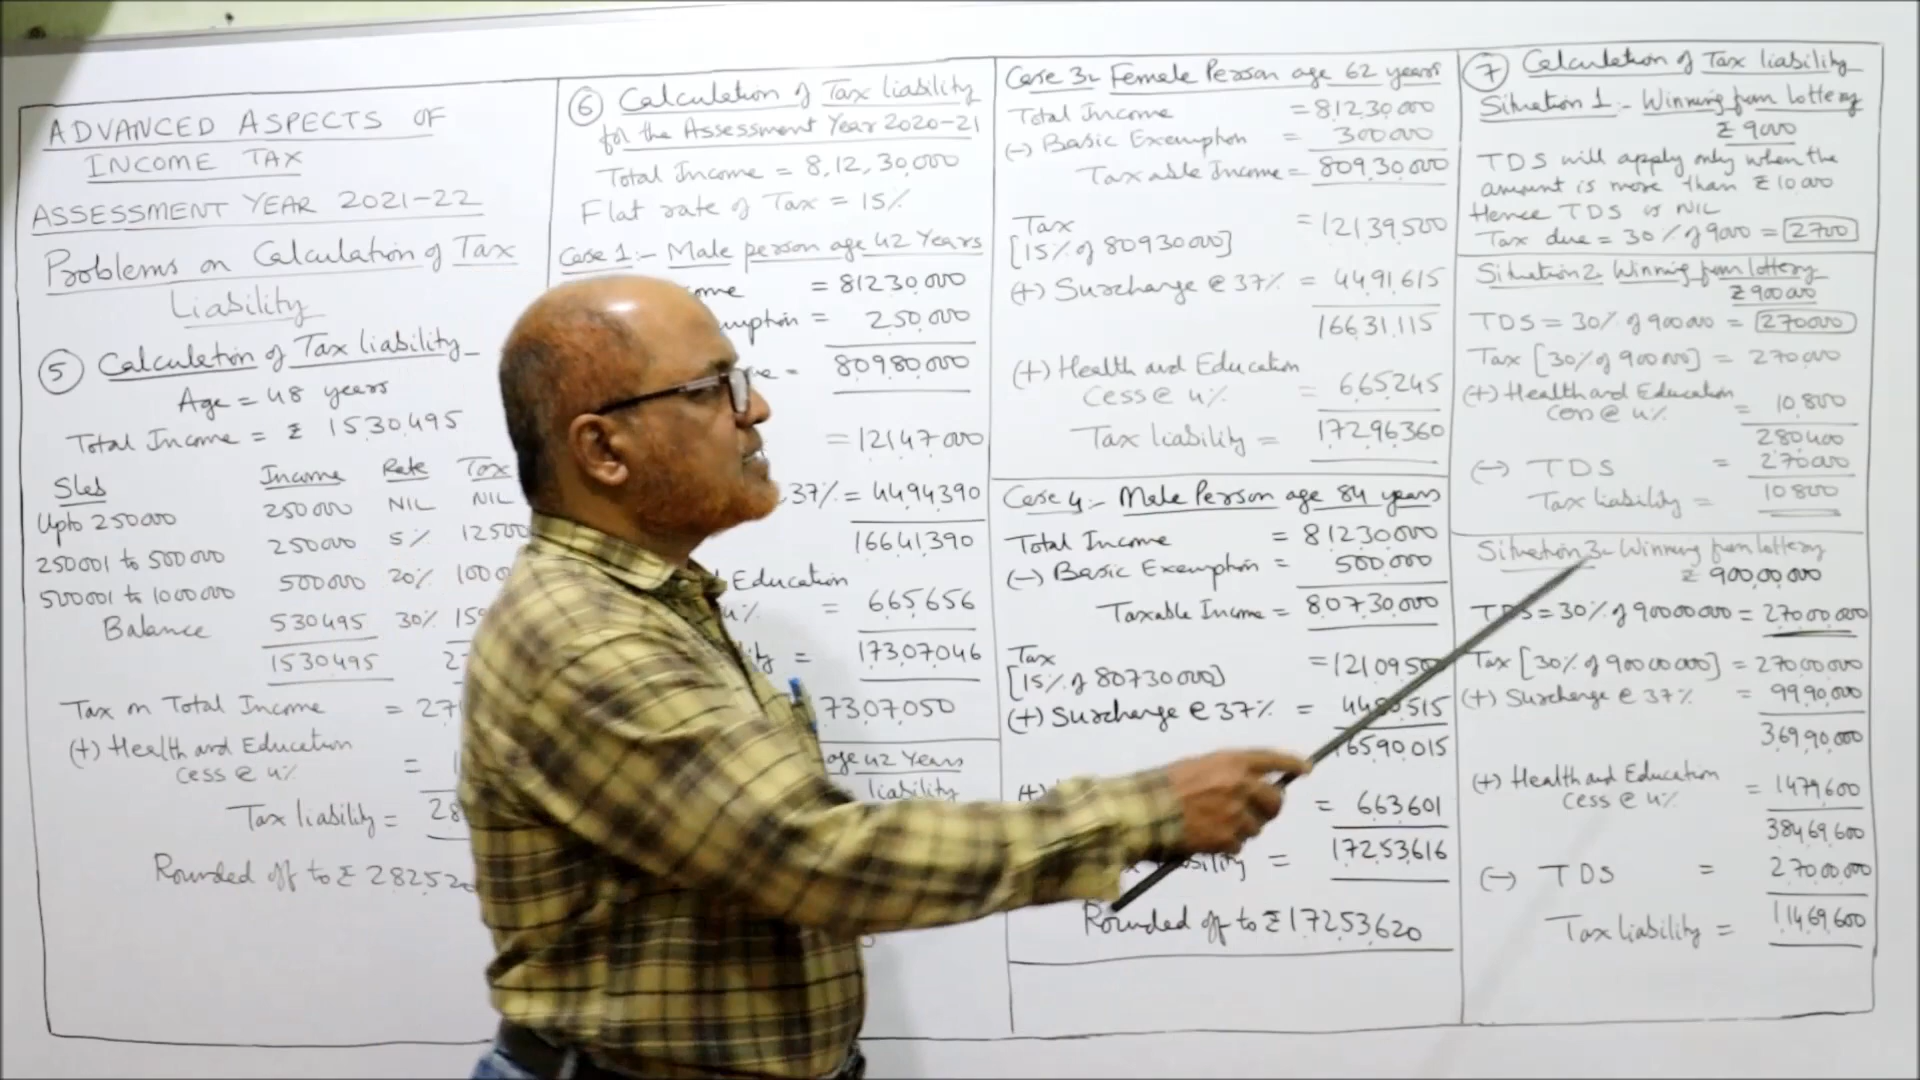 ADVANCED ASPECTS OF
INCOME TAX
ASSESSMENT YEAR 2021-22
Problems on Calculation of Tax
Liability
5 Calculation of Tax liability
Age = 48 years
Total Income = ₹ 1530495
Slab Income Rate Tax
Upto 250000 250000 NIL NIL
250001 to 500000 250000 5% 12500
500001 to 1000000 500000 20%
Balance 530495 30%
1530495
Tax on Total Income =
(+) Health and Education
Cess @ 4% =
Tax liability =
Rounded off to ₹ 282520
6 Calculation of Tax liability
for the Assessment Year 2020-21
Total Income = 8,12,30,000
Flat rate of Tax = 15%
Case 1:- Male person age 42 Years
= 81230000
= 250,000
80980000
= 12147000
37% = 4494390
16641390
Education
= 665656
= 17307046
7307050
age 42 Years
liability
Case 3:- Female Person age 62 years
Total Income = 81230000
(-) Basic Exemption = 300000
Taxable Income = 80930000
Tax = 12139500
[15% of 80930000]
(+) Surcharge @ 37% = 4491615
16631115
(+) Health and Education
Cess @ 4% = 665245
Tax liability = 17296360
Case 4:- Male Person age 84 years
Total Income = 81230000
(-) Basic Exemption = 500000
Taxable Income = 80730000
Tax = 1210950
[15% of 80730000]
(+) Surcharge @ 37% =
6590015
= 663601
= 17253616
Rounded off to ₹ 17253620
7 Calculation of Tax liability
Situation 1:- Winning from lottery
₹ 9000
TDS will apply only when the
amount is more than ₹ 10000
Hence TDS is NIL
Tax due = 30% of 9000 = 2700
Situation 2 Winning from lottery
₹ 900000
TDS = 30% of 900000 = 270000
Tax [30% of 900000] = 270000
(+) Health and Education
Cess @ 4% = 10800
280800
(-) TDS = 270000
Tax liability = 10800
Situation 3:- Winning from lottery
₹ 900,00,000
TDS = 30% of 90000000 = 27000000
Tax [30% of 90000000] = 27000000
(+) Surcharge @ 37% = 9990000
36990000
(+) Health and Education
Cess @ 4% = 1479600
38469600
(-) TDS = 27000000
Tax liability = 11469600